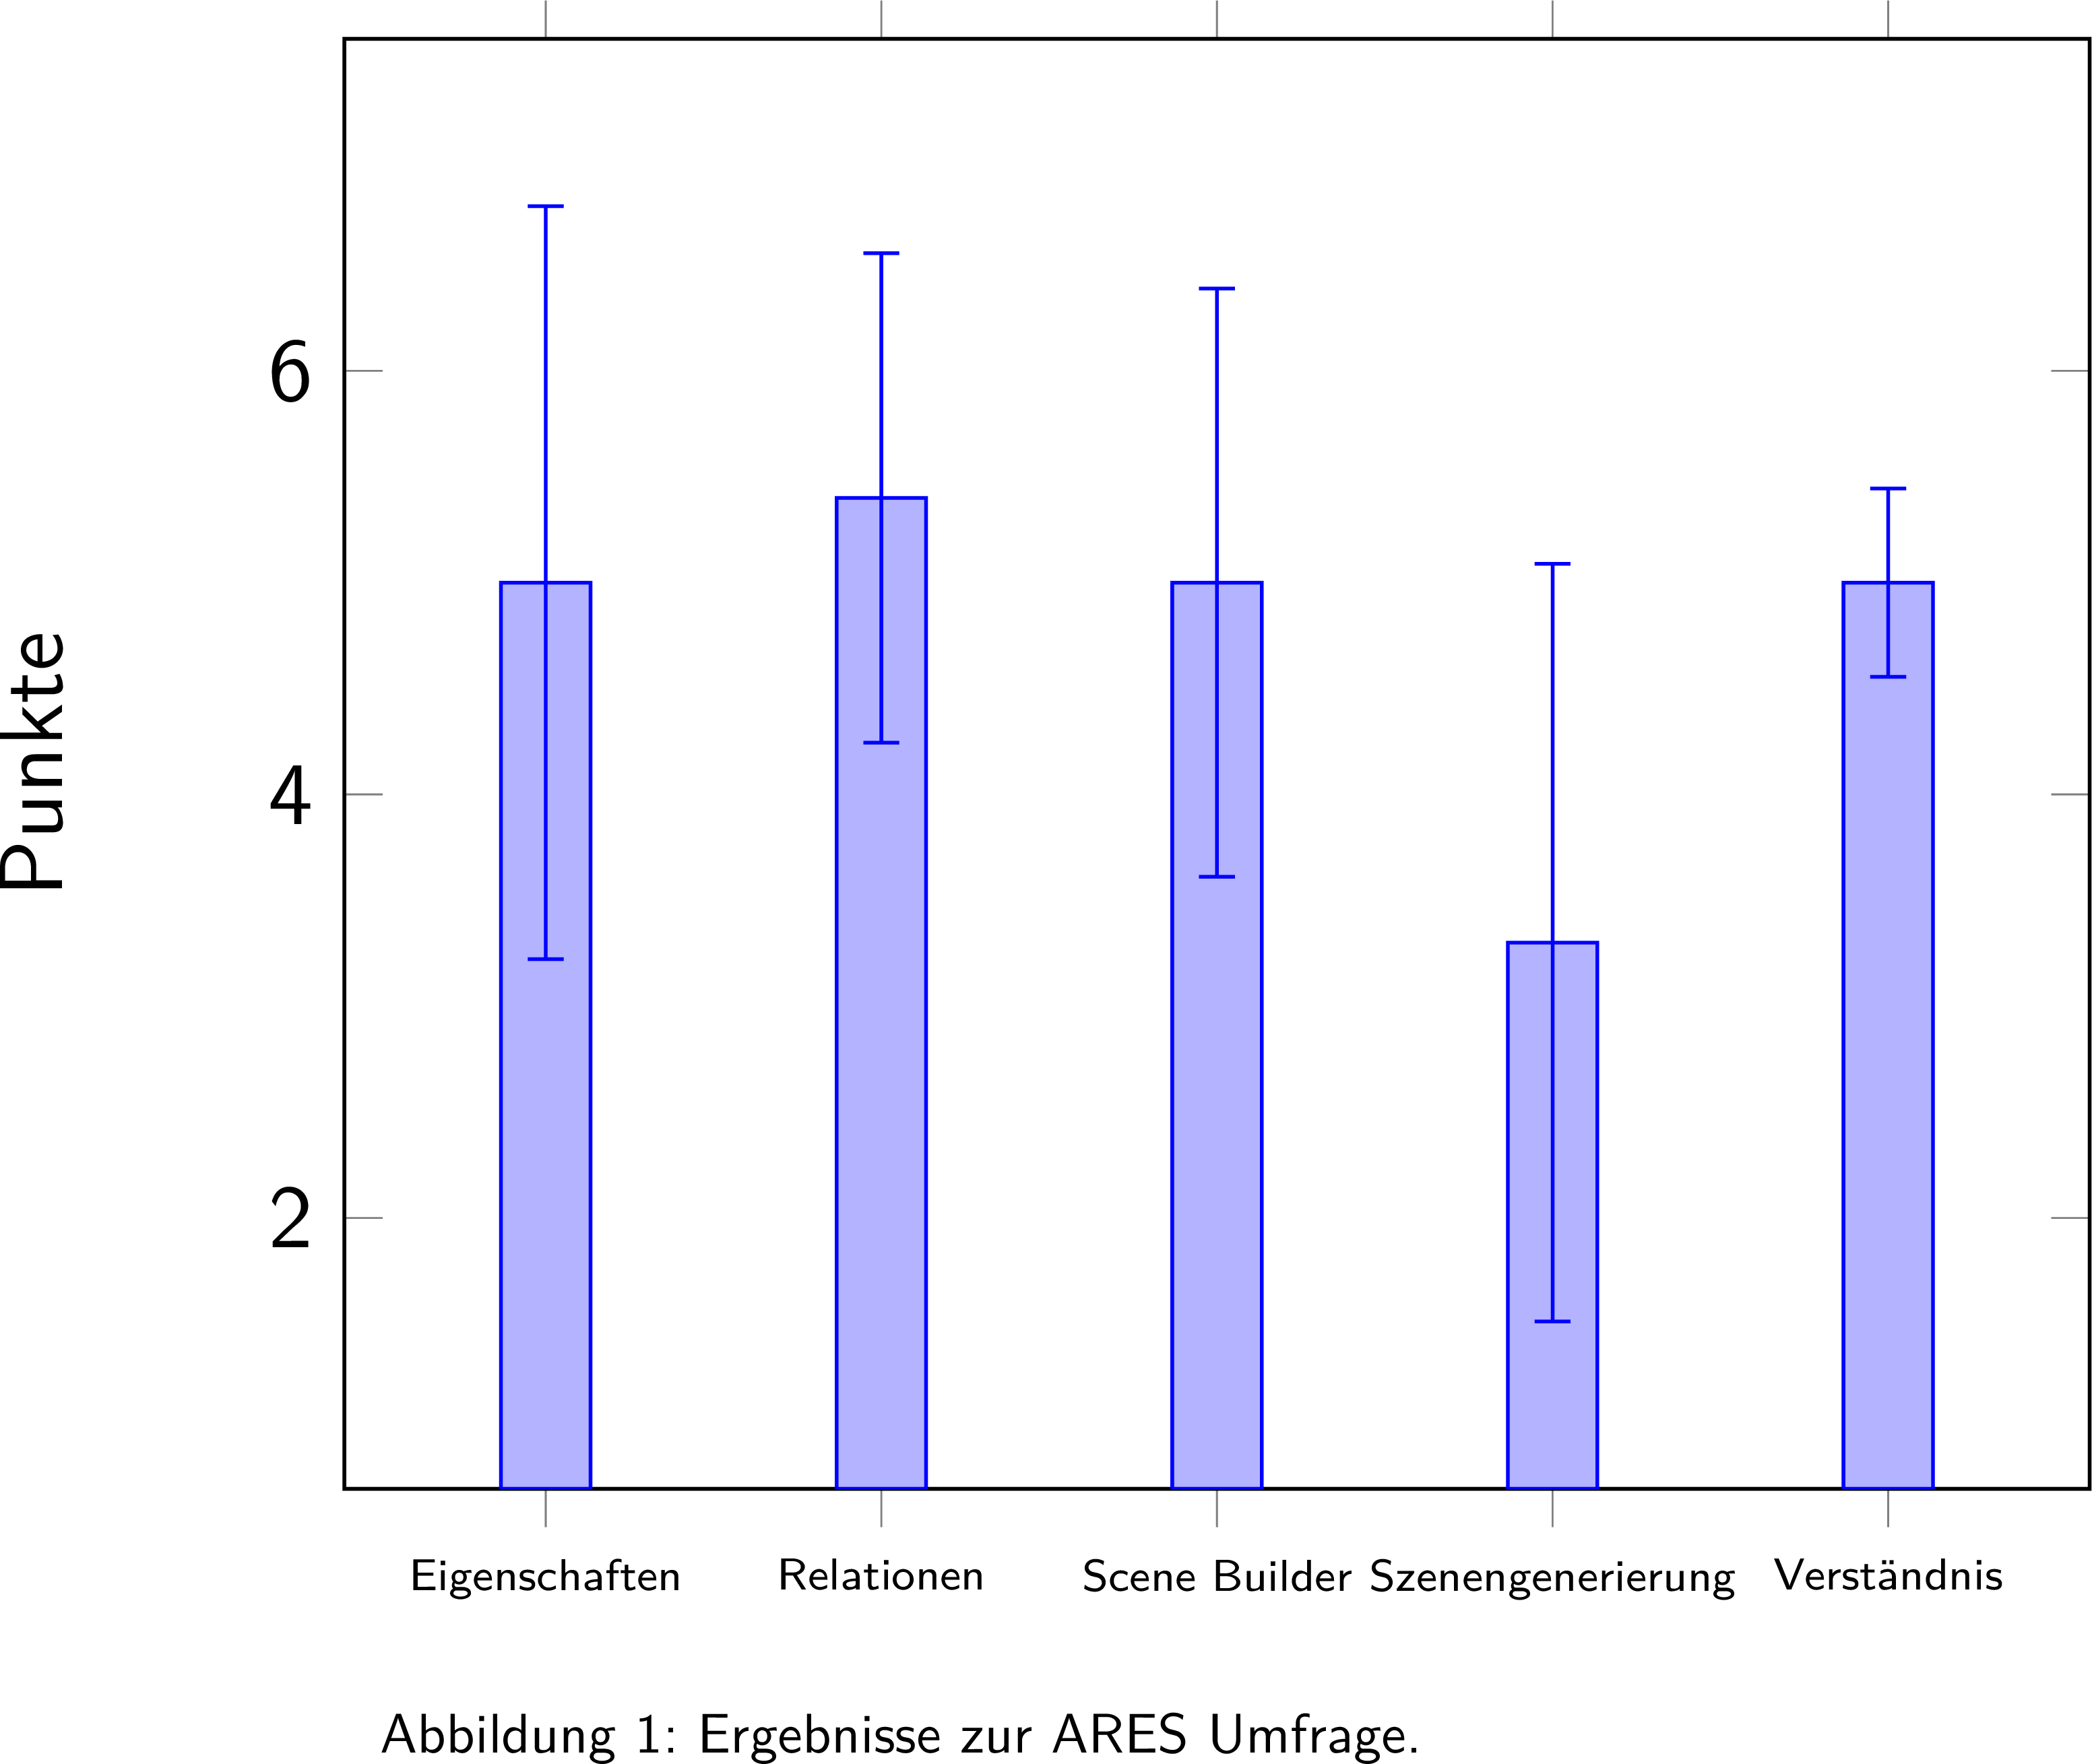 Punkte
6
4
2
Eigenschaften Relationen Scene Builder Szenengenerierung Verständnis
Abbildung 1: Ergebnisse zur ARES Umfrage.